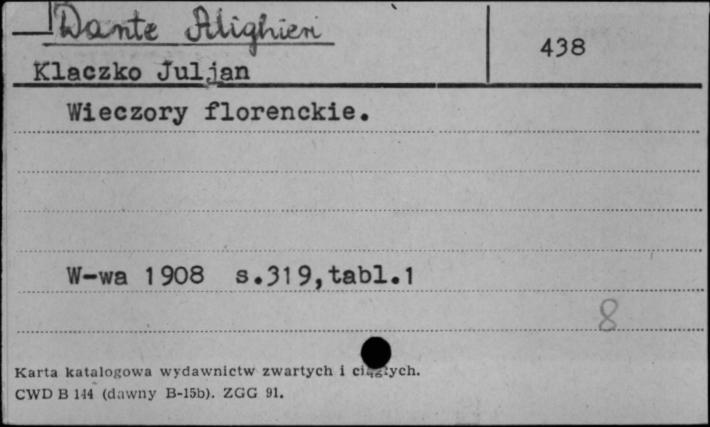 Dante Alighieri
438
Klaczko Juljan
Wieczory florenckie.
W-wa 1908 s.319,tabl.1
8
Karta katalogowa wydawnictw zwartych i ciągłych.
CWD B 144 (dawny B-15b). ZGG 91.